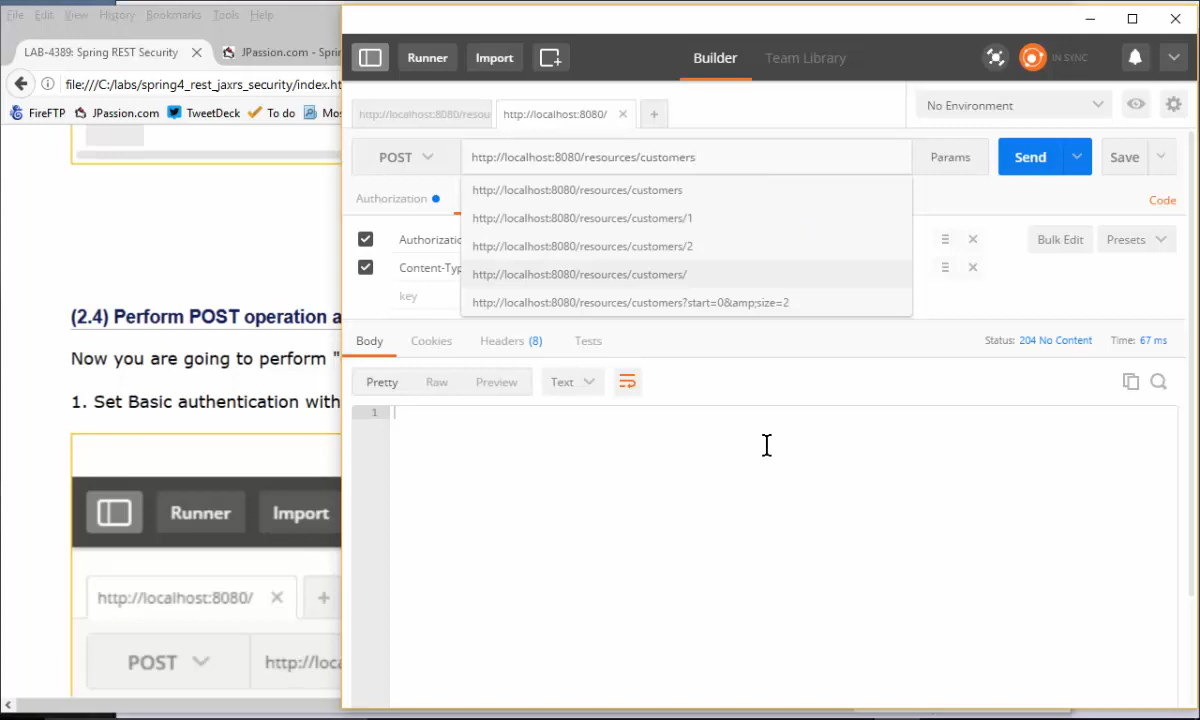 File Edit View History Bookmarks Tools Help
LAB-4389: Spring REST Security
JPassion.com - Spri
file:///C:/labs/spring4_rest_jaxrs_security/index.ht
FireFTP JPassion.com TweetDeck To do Mos
(2.4) Perform POST operation a
Now you are going to perform "
1. Set Basic authentication with
Runner Import
http://localhost:8080/
POST http://loca
Runner Import Builder Team Library IN SYNC
http://localhost:8080/resou http://localhost:8080/ No Environment
POST http://localhost:8080/resources/customers Params Send Save
Authorization Code
http://localhost:8080/resources/customers
http://localhost:8080/resources/customers/1
http://localhost:8080/resources/customers/2
http://localhost:8080/resources/customers/
http://localhost:8080/resources/customers?start=0&amp;size=2
Authorizatio Bulk Edit Presets
Content-Typ
key
Body Cookies Headers (8) Tests Status: 204 No Content Time: 67 ms
Pretty Raw Preview Text
1